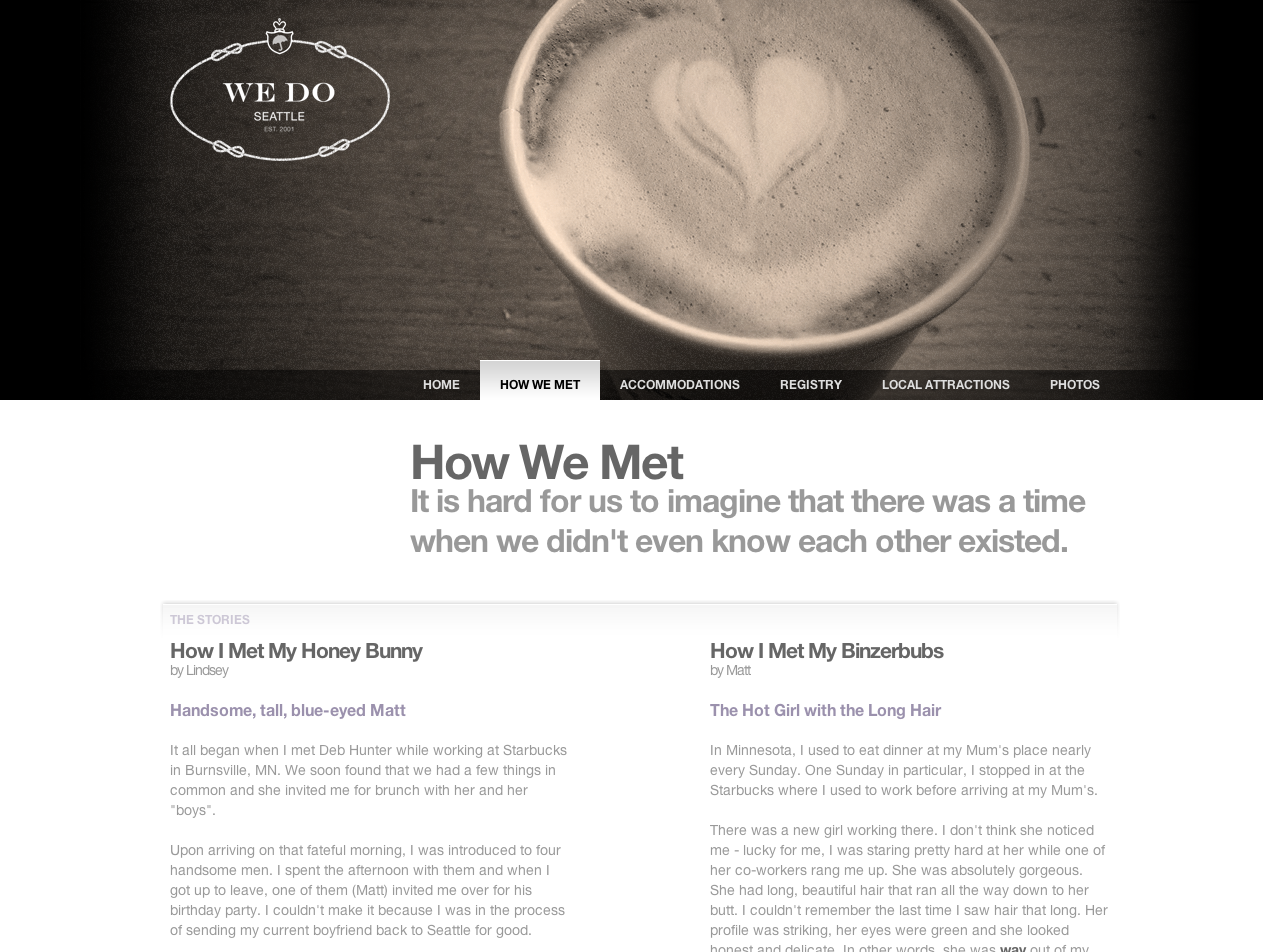 WE DO
SEATTLE
EST. 2001
HOME
HOW WE MET
ACCOMMODATIONS
REGISTRY
LOCAL ATTRACTIONS
PHOTOS
How We Met
It is hard for us to imagine that there was a time
when we didn't even know each other existed.
THE STORIES
How I Met My Honey Bunny
by Lindsey
Handsome, tall, blue-eyed Matt
It all began when I met Deb Hunter while working at Starbucks
in Burnsville, MN. We soon found that we had a few things in
common and she invited me for brunch with her and her
"boys".
Upon arriving on that fateful morning, I was introduced to four
handsome men. I spent the afternoon with them and when I
got up to leave, one of them (Matt) invited me over for his
birthday party. I couldn't make it because I was in the process
of sending my current boyfriend back to Seattle for good.
How I Met My Binzerbubs
by Matt
The Hot Girl with the Long Hair
In Minnesota, I used to eat dinner at my Mum's place nearly
every Sunday. One Sunday in particular, I stopped in at the
Starbucks where I used to work before arriving at my Mum's.
There was a new girl working there. I don't think she noticed
me - lucky for me, I was staring pretty hard at her while one of
her co-workers rang me up. She was absolutely gorgeous.
She had long, beautiful hair that ran all the way down to her
butt. I couldn't remember the last time I saw hair that long. Her
profile was striking, her eyes were green and she looked
honest and delicate. In other words, she was way out of my